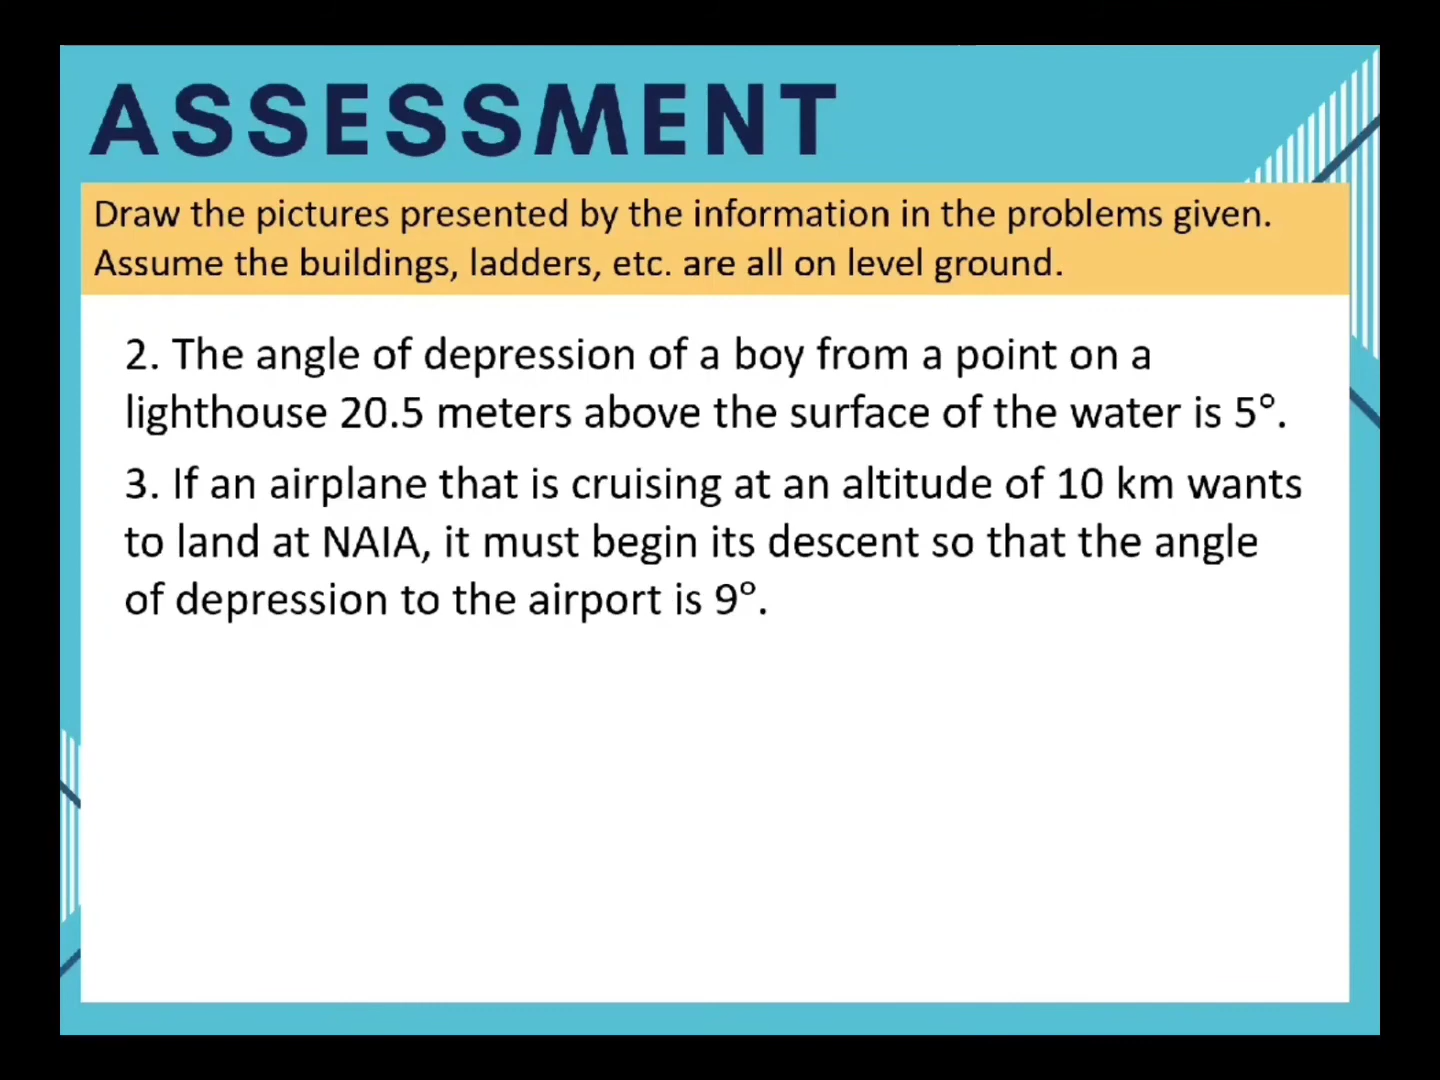 ASSESSMENT
Draw the pictures presented by the information in the problems given.
Assume the buildings, ladders, etc. are all on level ground.
2. The angle of depression of a boy from a point on a
lighthouse 20.5 meters above the surface of the water is 5°.
3. If an airplane that is cruising at an altitude of 10 km wants
to land at NAIA, it must begin its descent so that the angle
of depression to the airport is 9°.